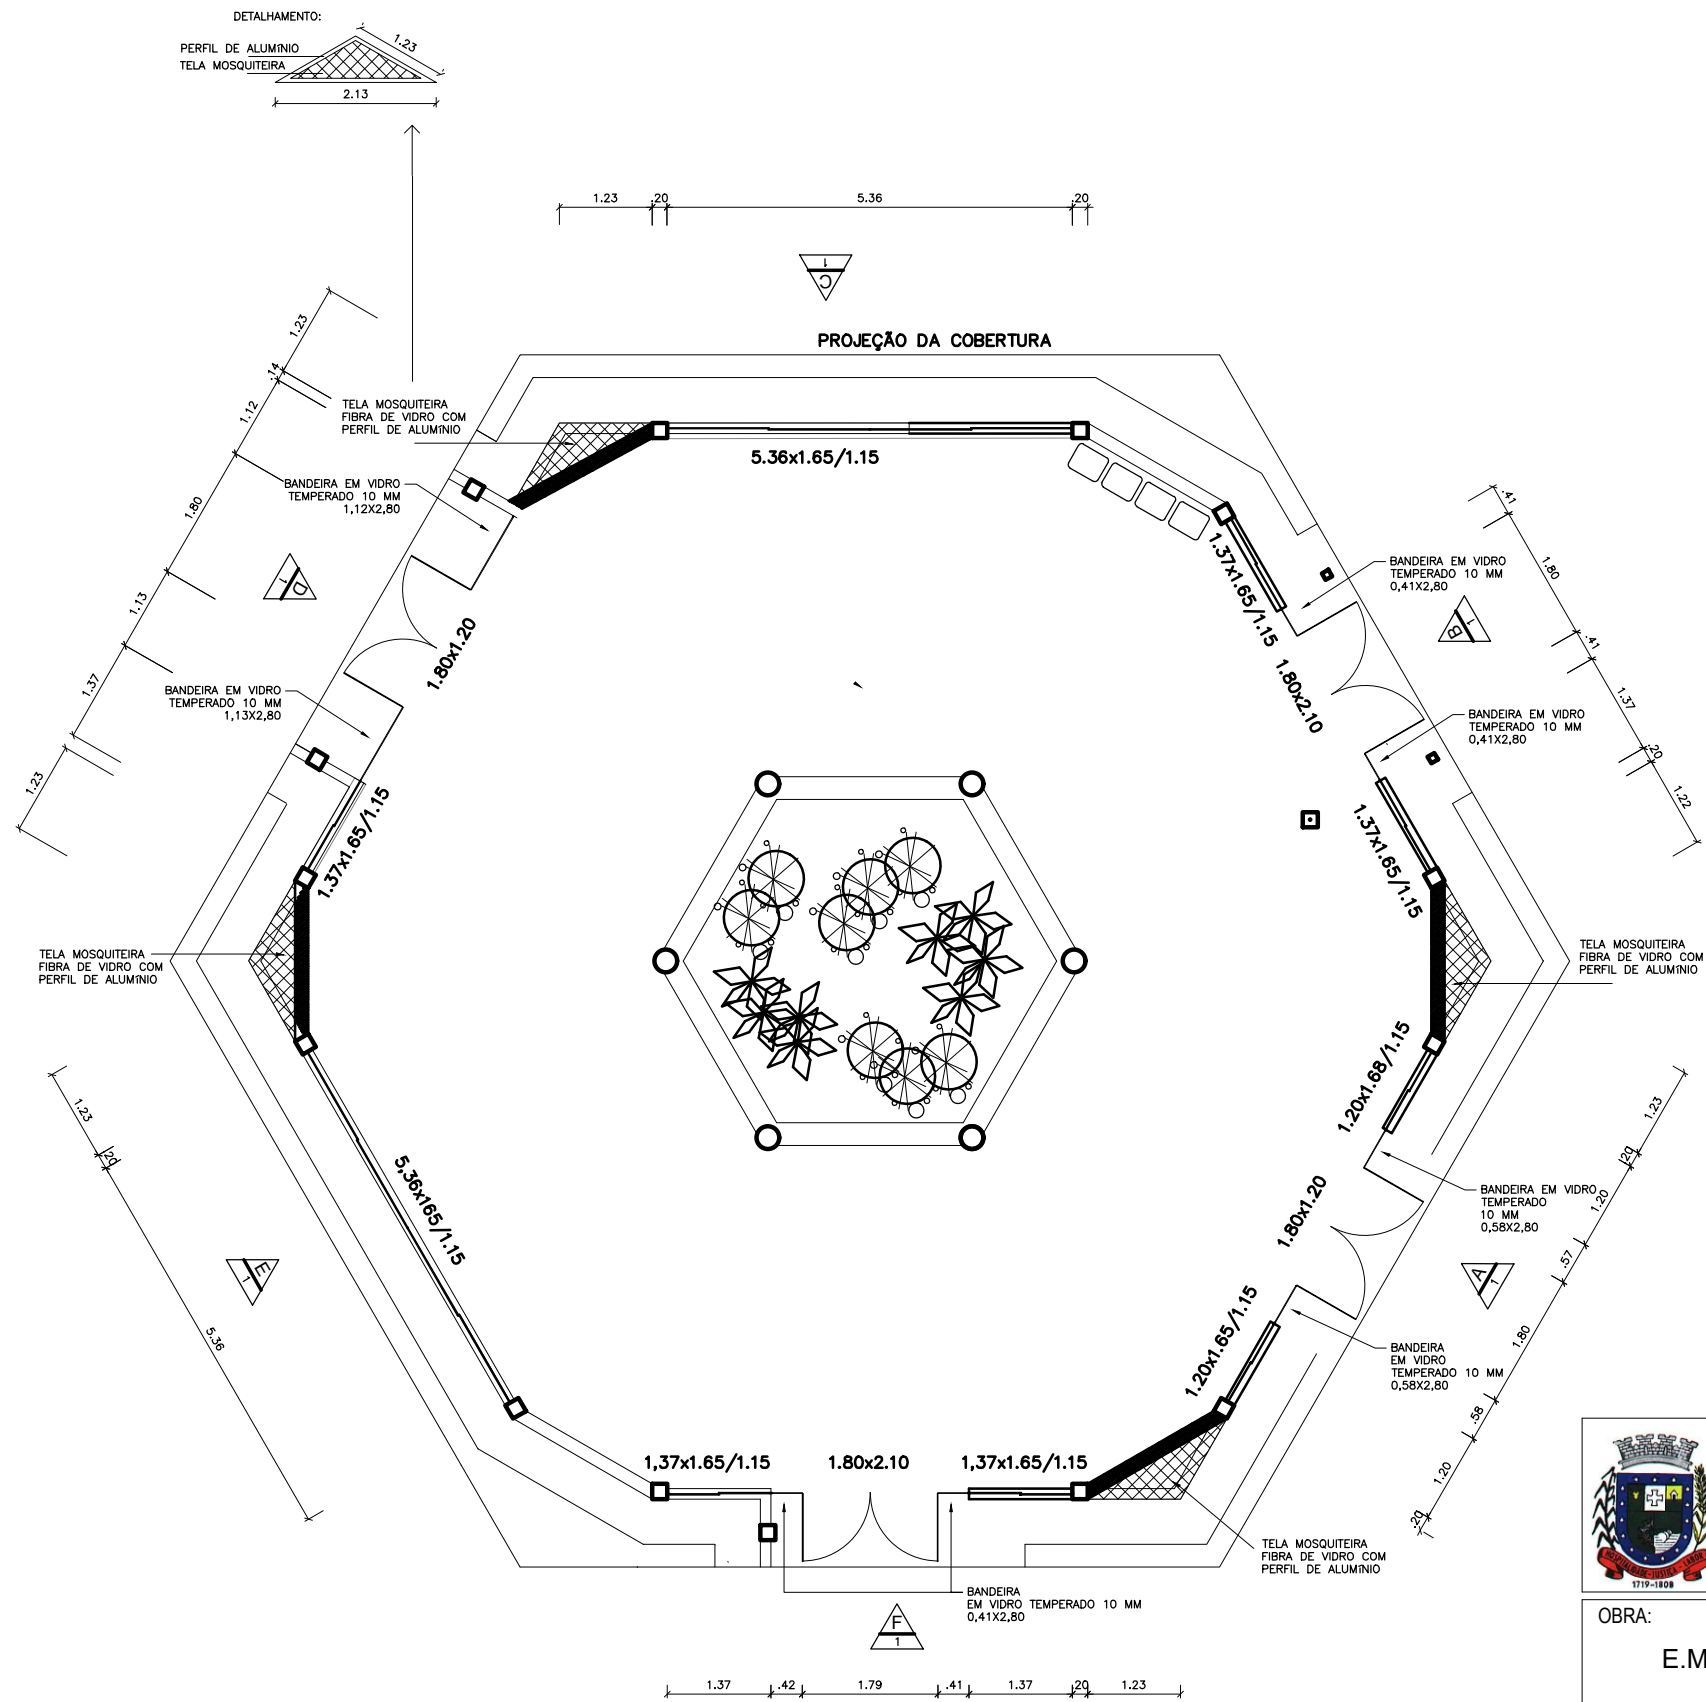 DETALHAMENTO:
PERFIL DE ALUMÍNIO
TELA MOSQUITEIRA
1.23
2.13
1.23
.20
5.36
.20
C
1
PROJEÇÃO DA COBERTURA
1.23
.14
1.12
1.80
1.13
1.37
1.23
TELA MOSQUITEIRA
FIBRA DE VIDRO COM
PERFIL DE ALUMÍNIO
5.36x1.65/1.15
BANDEIRA EM VIDRO
TEMPERADO 10 MM
1,12X2,80
D
1
1.80x1.20
BANDEIRA EM VIDRO
TEMPERADO 10 MM
1,13X2,80
1.37x1.65/1.15
1.37x1.65/1.15
1.80x2.10
BANDEIRA EM VIDRO
TEMPERADO 10 MM
0,41X2,80
B
1
BANDEIRA EM VIDRO
TEMPERADO 10 MM
0,41X2,80
.41
1.80
.41
1.37
.20
1.22
1.37x1.65/1.15
TELA MOSQUITEIRA
FIBRA DE VIDRO COM
PERFIL DE ALUMÍNIO
TELA MOSQUITEIRA
FIBRA DE VIDRO COM
PERFIL DE ALUMÍNIO
1.20x1.68/1.15
1.23
.20
5.36
5,36x165/1.15
E
1
1.80x1.20
BANDEIRA EM VIDRO
TEMPERADO
10 MM
0,58X2,80
A
1
1.20x1.65/1.15
BANDEIRA
EM VIDRO
TEMPERADO 10 MM
0,58X2,80
1.23
.20
1.20
.57
1.80
.58
1.20
.20
1,37x1.65/1.15
1.80x2.10
1,37x1.65/1.15
TELA MOSQUITEIRA
FIBRA DE VIDRO COM
PERFIL DE ALUMÍNIO
BANDEIRA
EM VIDRO TEMPERADO 10 MM
0,41X2,80
F
1
1.37
.42
1.79
.41
1.37
.20
1.23
HOSPITALIDADE-JUSTIÇA-LABOR
1719-1808
OBRA:
E.M